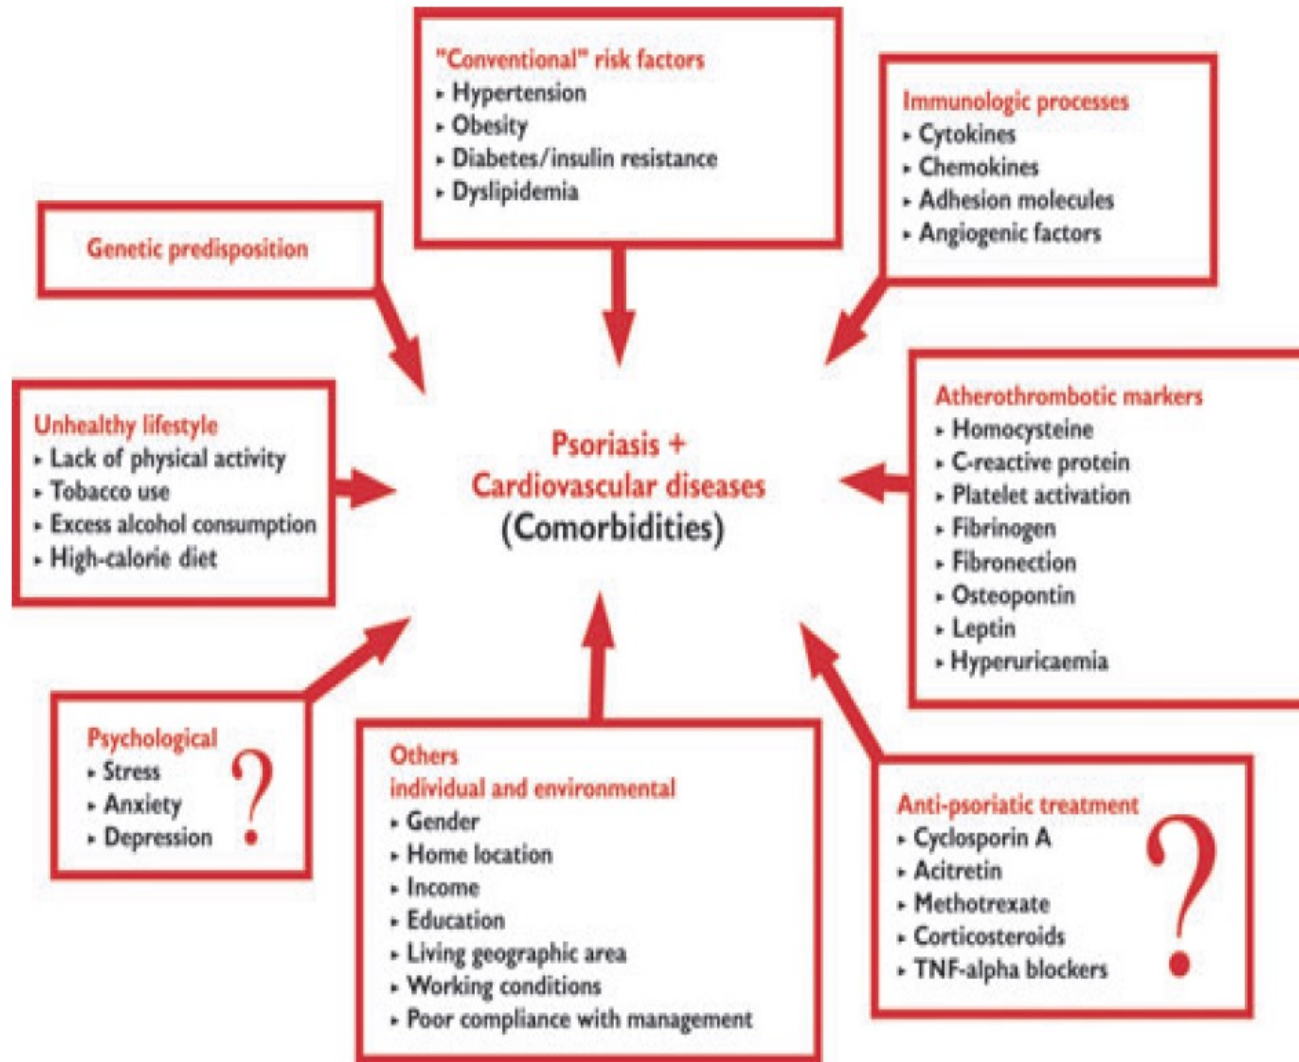 "Conventional" risk factors
▸ Hypertension
▸ Obesity
▸ Diabetes/insulin resistance
▸ Dyslipidemia
Immunologic processes
▸ Cytokines
▸ Chemokines
▸ Adhesion molecules
▸ Angiogenic factors
Genetic predisposition
Unhealthy lifestyle
▸ Lack of physical activity
▸ Tobacco use
▸ Excess alcohol consumption
▸ High-calorie diet
Psoriasis +
Cardiovascular diseases
(Comorbidities)
Atherothrombotic markers
▸ Homocysteine
▸ C-reactive protein
▸ Platelet activation
▸ Fibrinogen
▸ Fibronection
▸ Osteopontin
▸ Leptin
▸ Hyperuricaemia
Psychological
▸ Stress
▸ Anxiety
▸ Depression
?
Others
individual and environmental
▸ Gender
▸ Home location
▸ Income
▸ Education
▸ Living geographic area
▸ Working conditions
▸ Poor compliance with management
Anti-psoriatic treatment
▸ Cyclosporin A
▸ Acitretin
▸ Methotrexate
▸ Corticosteroids
▸ TNF-alpha blockers
?